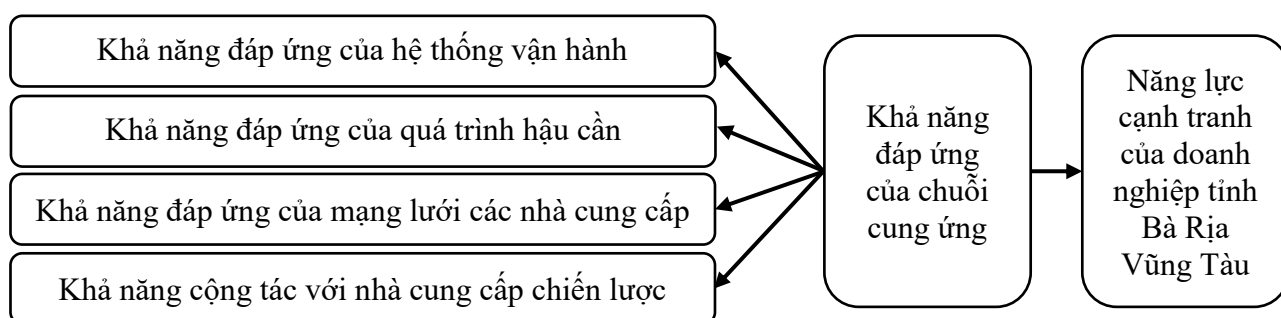 Khả năng đáp ứng của hệ thống vận hành
Khả năng đáp ứng của quá trình hậu cần
Khả năng đáp ứng của mạng lưới các nhà cung cấp
Khả năng cộng tác với nhà cung cấp chiến lược
Khả năng
đáp ứng
của chuỗi
cung ứng
Năng lực
cạnh tranh
của doanh
nghiệp tỉnh
Bà Rịa
Vũng Tàu